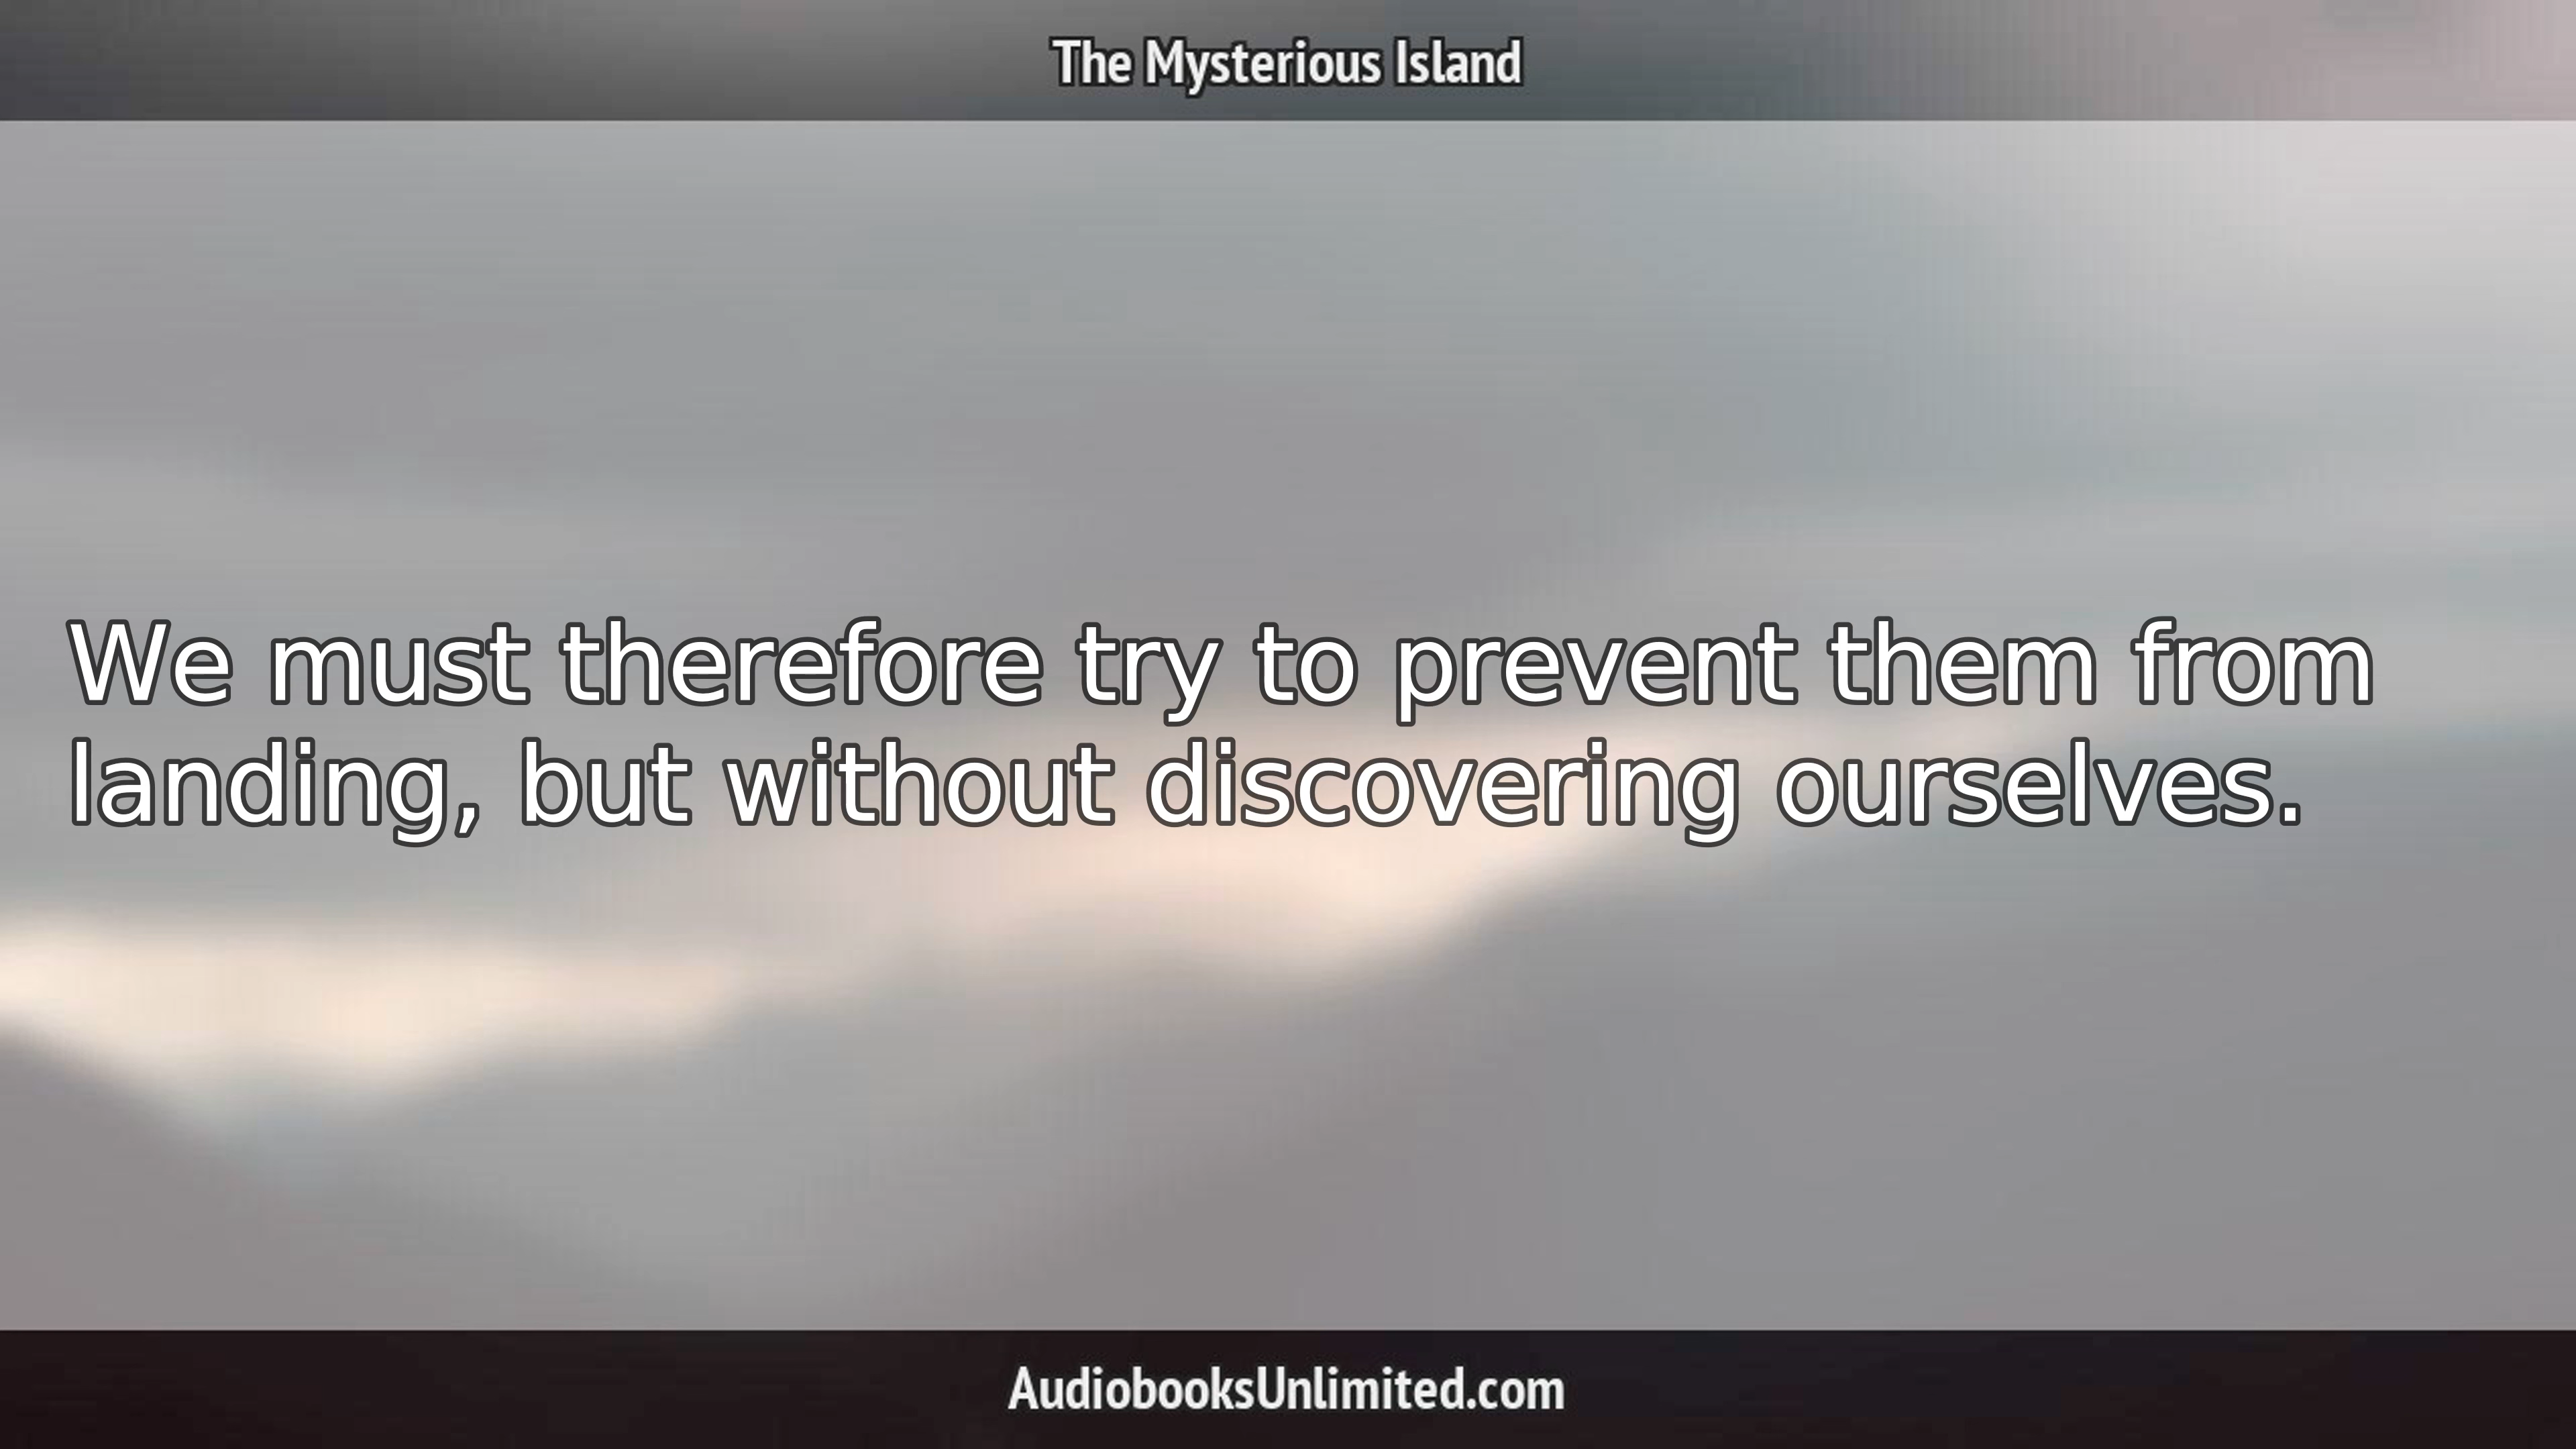 The Mysterious Island
We must therefore try to prevent them from
landing, but without discovering ourselves.
AudiobooksUnlimited.com